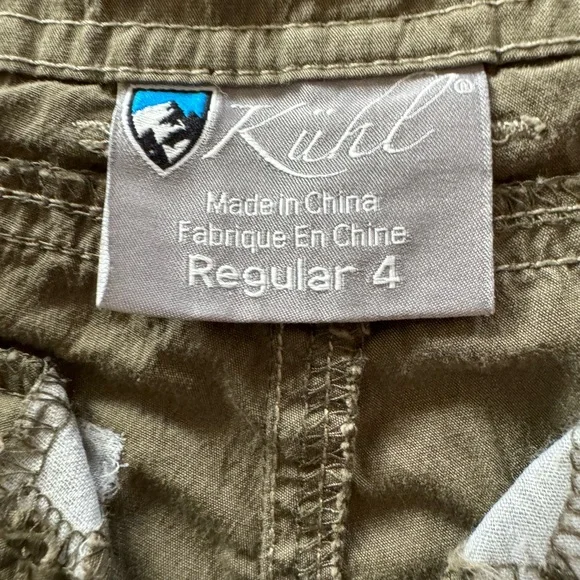 Kühl®
Made in China
Fabrique En Chine
Regular 4